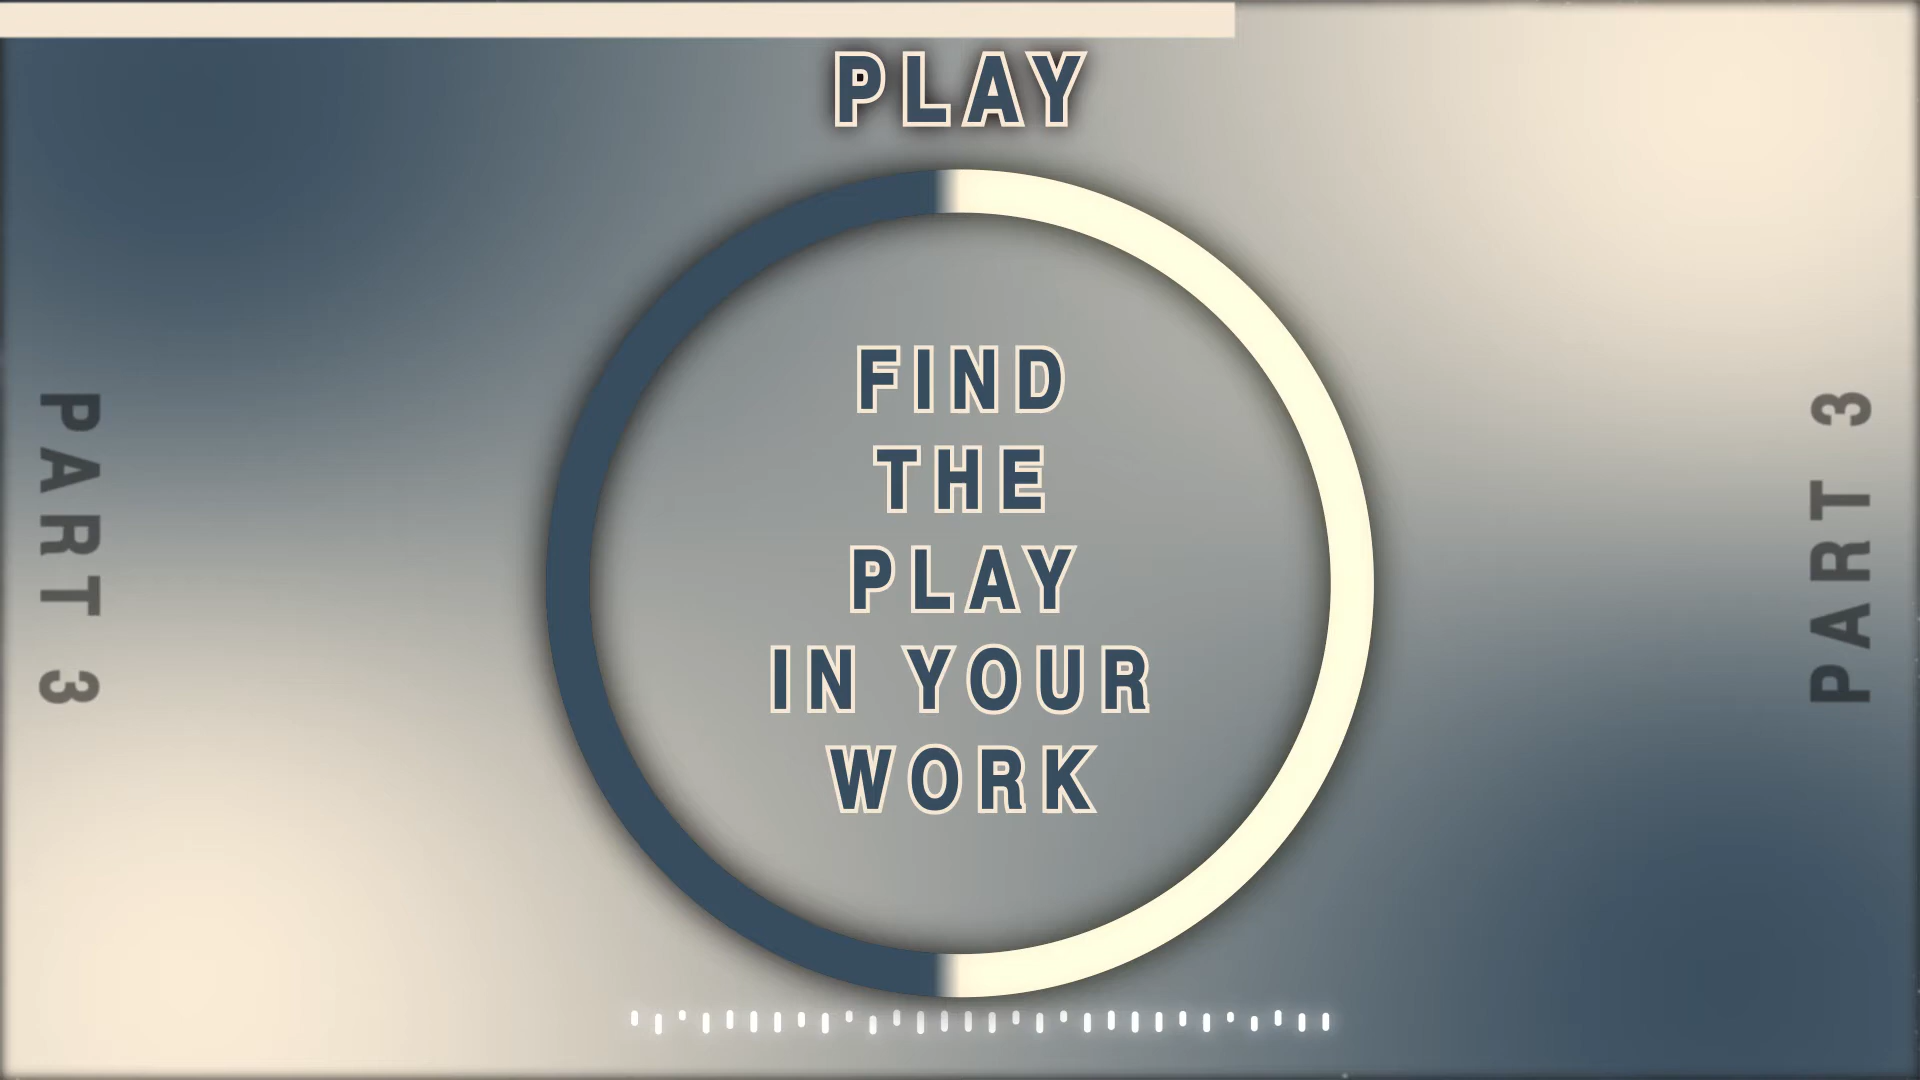 PLAY
PART 3
FIND
THE
PLAY
IN YOUR
WORK
PART 3